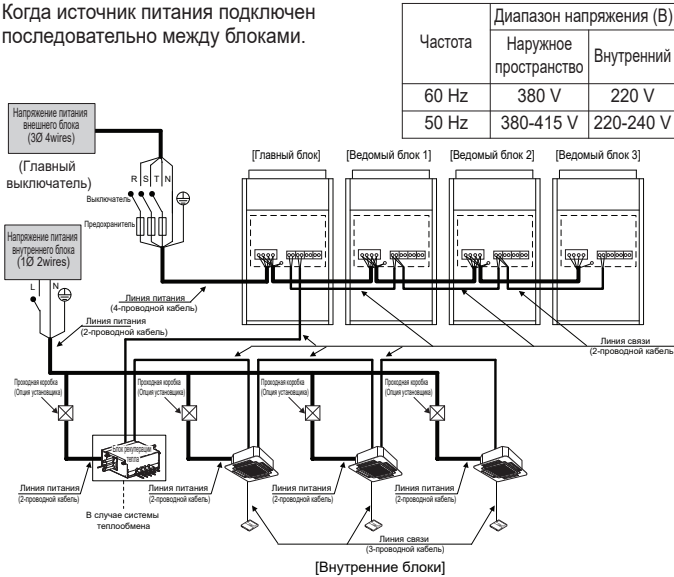 Когда источник питания подключен
последовательно между блоками.
Частота
Диапазон напряжения (В)
Наружное
пространство
Внутренний
60 Hz 380 V 220 V
50 Hz 380-415 V 220-240 V
Напряжение питания
внешнего блока
(3Ø 4wires)
(Главный
выключатель)
R S T N
Выключатель
Предохранитель
[Главный блок] [Ведомый блок 1] [Ведомый блок 2] [Ведомый блок 3]
Напряжение питания
внутреннего блока
(1Ø 2wires)
L N
Линия питания
(4-проводной кабель)
Линия питания
(2-проводной кабель)
Линия связи
(2-проводной кабель
Проходная коробка
(Опция установщика)
Проходная коробка
(Опция установщика)
Проходная коробка
(Опция установщика)
Проходная коробка
(Опция установщика)
Блок рекуперации
тепла
Линия питания
(2-проводной кабель)
Линия питания
(2-проводной кабель)
Линия питания
(2-проводной кабель)
Линия питания
(2-проводной кабель)
В случае системы
теплообмена
Линия связи
(3-проводной кабель)
[Внутренние блоки]